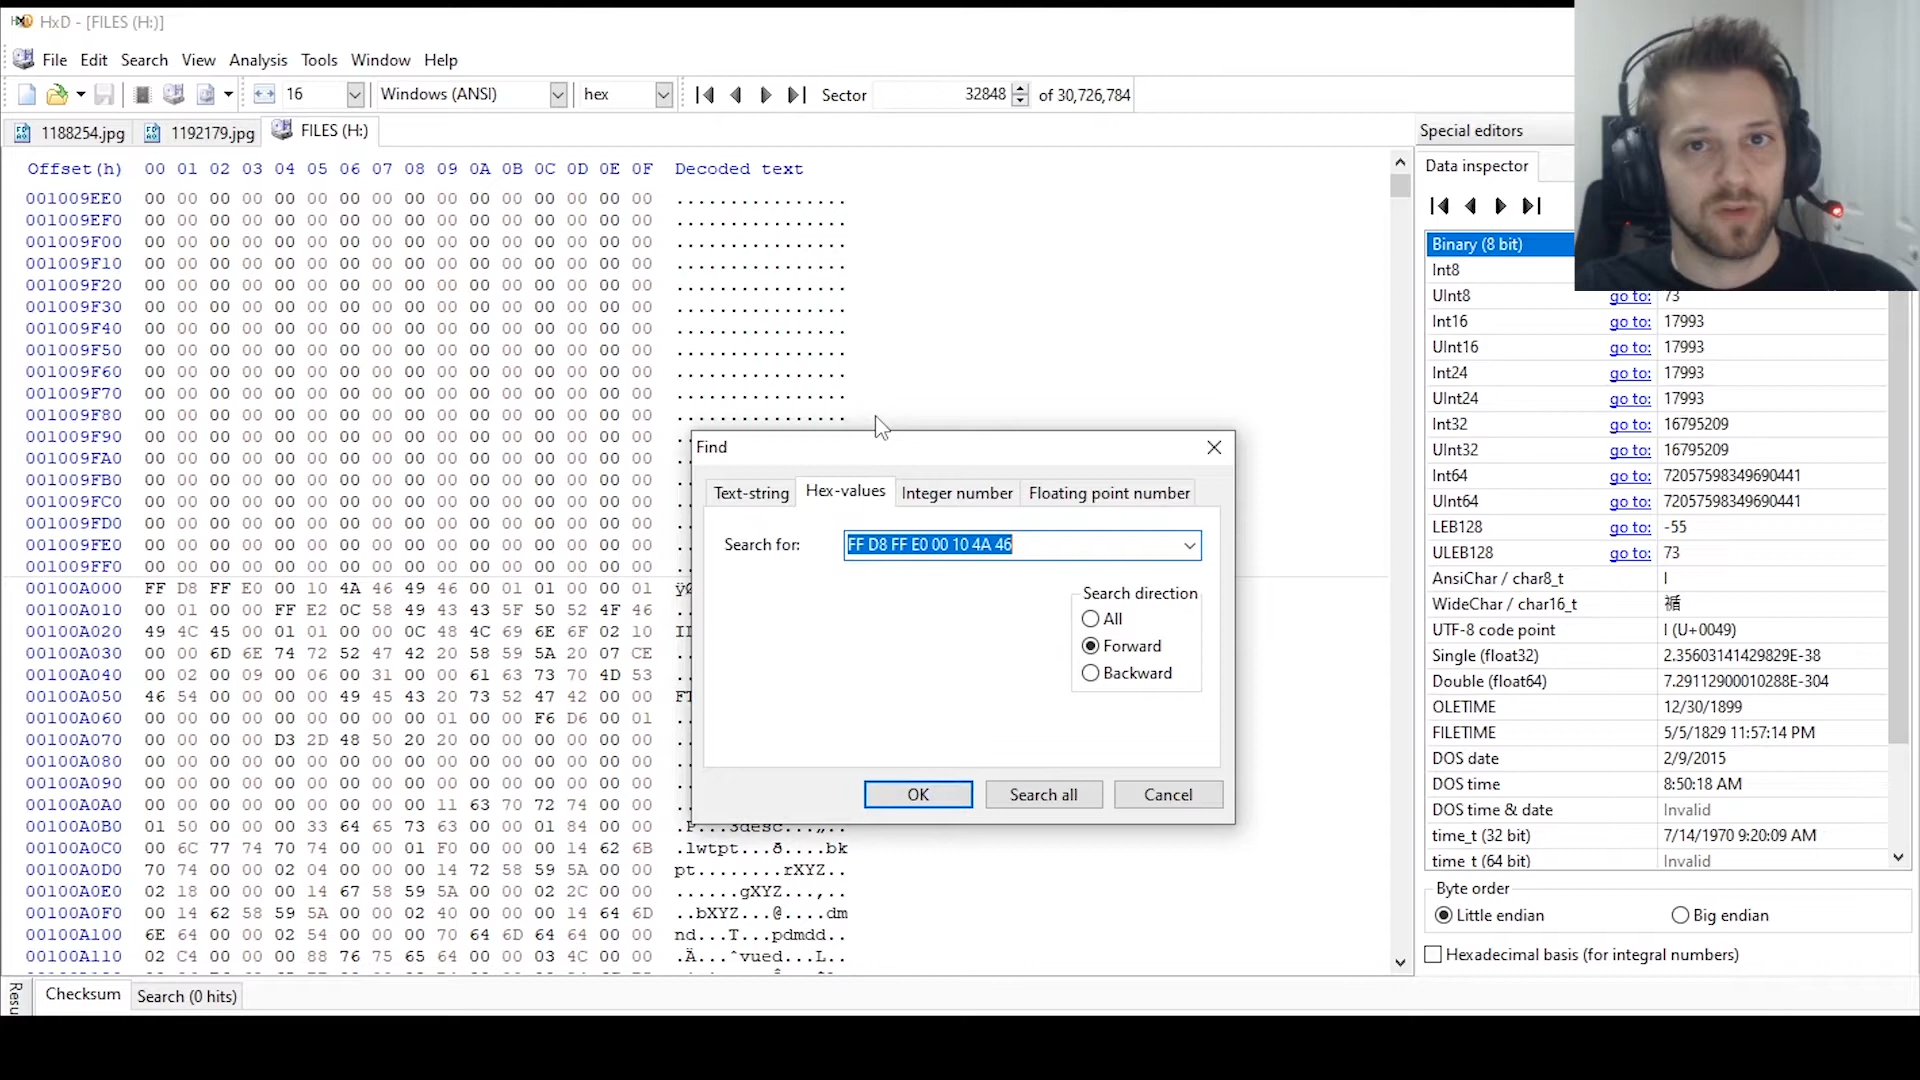 HxD - [FILES (H:)]
File Edit Search View Analysis Tools Window Help
16 Windows (ANSI) hex Sector 32848 of 30,726,784
1188254.jpg 1192179.jpg FILES (H:)
Offset(h) 00 01 02 03 04 05 06 07 08 09 0A 0B 0C 0D 0E 0F Decoded text
001009EE0 00 00 00 00 00 00 00 00 00 00 00 00 00 00 00 00 ................
001009EF0 00 00 00 00 00 00 00 00 00 00 00 00 00 00 00 00 ................
001009F00 00 00 00 00 00 00 00 00 00 00 00 00 00 00 00 00 ................
001009F10 00 00 00 00 00 00 00 00 00 00 00 00 00 00 00 00 ................
001009F20 00 00 00 00 00 00 00 00 00 00 00 00 00 00 00 00 ................
001009F30 00 00 00 00 00 00 00 00 00 00 00 00 00 00 00 00 ................
001009F40 00 00 00 00 00 00 00 00 00 00 00 00 00 00 00 00 ................
001009F50 00 00 00 00 00 00 00 00 00 00 00 00 00 00 00 00 ................
001009F60 00 00 00 00 00 00 00 00 00 00 00 00 00 00 00 00 ................
001009F70 00 00 00 00 00 00 00 00 00 00 00 00 00 00 00 00 ................
001009F80 00 00 00 00 00 00 00 00 00 00 00 00 00 00 00 00 ................
001009F90 00 00 00 00 00 00 00 00 00 00 00 00 00 00 00 00 ..
001009FA0 00 00 00 00 00 00 00 00 00 00 00 00 00 00 00 00 ..
001009FB0 00 00 00 00 00 00 00 00 00 00 00 00 00 00 00 00 ..
001009FC0 00 00 00 00 00 00 00 00 00 00 00 00 00 00 00 00 ..
001009FD0 00 00 00 00 00 00 00 00 00 00 00 00 00 00 00 00 ..
001009FE0 00 00 00 00 00 00 00 00 00 00 00 00 00 00 00 00 ..
001009FF0 00 00 00 00 00 00 00 00 00 00 00 00 00 00 00 00 ..
00100A000 FF D8 FF E0 00 10 4A 46 49 46 00 01 01 00 00 01 ÿØ
00100A010 00 01 00 00 FF E2 0C 58 49 43 43 5F 50 52 4F 46 ..
00100A020 49 4C 45 00 01 01 00 00 0C 48 4C 69 6E 6F 02 10 IL
00100A030 00 00 6D 6E 74 72 52 47 42 20 58 59 5A 20 07 CE ..
00100A040 00 02 00 09 00 06 00 31 00 00 61 63 73 70 4D 53 ..
00100A050 46 54 00 00 00 00 49 45 43 20 73 52 47 42 00 00 FT
00100A060 00 00 00 00 00 00 00 00 00 01 00 00 F6 D6 00 01 ..
00100A070 00 00 00 00 D3 2D 48 50 20 20 00 00 00 00 00 00 ..
00100A080 00 00 00 00 00 00 00 00 00 00 00 00 00 00 00 00 ..
00100A090 00 00 00 00 00 00 00 00 00 00 00 00 00 00 00 00 ..
00100A0A0 00 00 00 00 00 00 00 00 00 11 63 70 72 74 00 00 ..
00100A0B0 01 50 00 00 00 33 64 65 73 63 00 00 01 84 00 00 .P...3desc...„..
00100A0C0 00 6C 77 74 70 74 00 00 01 F0 00 00 00 14 62 6B .lwtpt...ð....bk
00100A0D0 70 74 00 00 02 04 00 00 00 14 72 58 59 5A 00 00 pt........rXYZ..
00100A0E0 02 18 00 00 00 14 67 58 59 5A 00 00 02 2C 00 00 ......gXYZ...,..
00100A0F0 00 14 62 58 59 5A 00 00 02 40 00 00 00 14 64 6D ..bXYZ...@....dm
00100A100 6E 64 00 00 02 54 00 00 00 70 64 6D 64 64 00 00 nd...T...pdmdd..
00100A110 02 C4 00 00 00 88 76 75 65 64 00 00 03 4C 00 00 .Ä...ˆvued...L..
Find
Text-string Hex-values Integer number Floating point number
Search for: FF D8 FF E0 00 10 4A 46
Search direction
All
Forward
Backward
OK Search all Cancel
Special editors
Data inspector
Binary (8 bit)
Int8
UInt8 go to: 73
Int16 go to: 17993
UInt16 go to: 17993
Int24 go to: 17993
UInt24 go to: 17993
Int32 go to: 16795209
UInt32 go to: 16795209
Int64 go to: 72057598349690441
UInt64 go to: 72057598349690441
LEB128 go to: -55
ULEB128 go to: 73
AnsiChar / char8_t I
WideChar / char16_t
UTF-8 code point I (U+0049)
Single (float32) 2.35603141429829E-38
Double (float64) 7.29112900010288E-304
OLETIME 12/30/1899
FILETIME 5/5/1829 11:57:14 PM
DOS date 2/9/2015
DOS time 8:50:18 AM
DOS time & date Invalid
time_t (32 bit) 7/14/1970 9:20:09 AM
time_t (64 bit) Invalid
Byte order
Little endian Big endian
Hexadecimal basis (for integral numbers)
Resu
Checksum Search (0 hits)